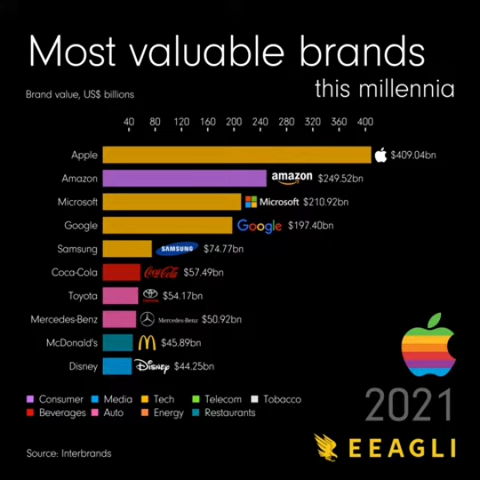 Most valuable brands
this millennia
Brand value, US$ billions
40 80 120 160 200 240 280 320 360 400
Apple $409.04bn
Amazon amazon $249.52bn
Microsoft Microsoft $210.92bn
Google Google $197.40bn
Samsung SAMSUNG $74.77bn
Coca-Cola Coca-Cola $57.49bn
Toyota $54.17bn
Mercedes-Benz Mercedes-Benz $50.92bn
McDonald's $45.89bn
Disney Disney $44.25bn
Consumer Media Tech Telecom Tobacco
Beverages Auto Energy Restaurants
2021
EEAGLI
Source: Interbrands